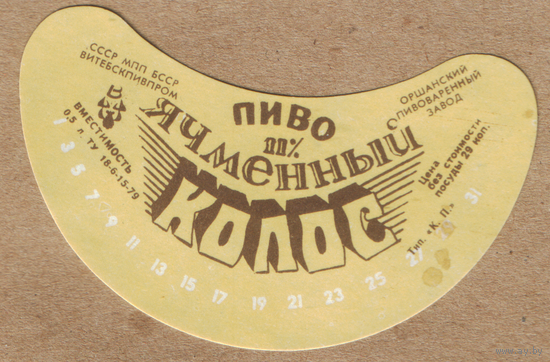 СССР МПП БССР
ВИТЕБСКПИВПРОМ
ВМЕСТИМОСТЬ
0,5 л. ТУ 18-6-15-79
ПИВО
11%
ЯЧМЕННЫЙ
КОЛОС
ОРШАНСКИЙ
ПИВОВАРЕННЫЙ
ЗАВОД
Цена
без стоимости
посуды 29 коп.
Тип. «К. П.»
1 3 5 7 9 11 13 15 17 19 21 23 25 27 29 31